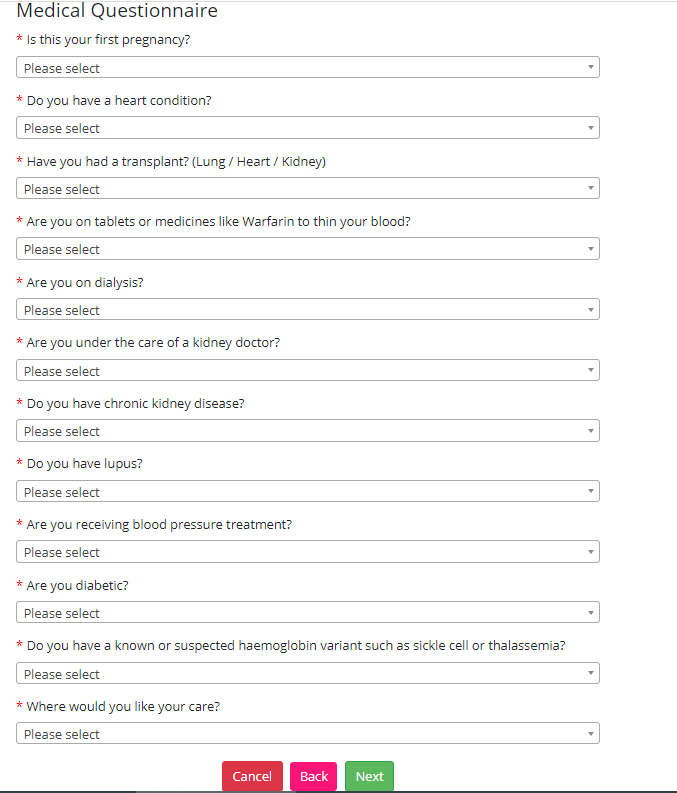 Medical Questionnaire
* Is this your first pregnancy?
Please select
* Do you have a heart condition?
Please select
* Have you had a transplant? (Lung / Heart / Kidney)
Please select
* Are you on tablets or medicines like Warfarin to thin your blood?
Please select
* Are you on dialysis?
Please select
* Are you under the care of a kidney doctor?
Please select
* Do you have chronic kidney disease?
Please select
* Do you have lupus?
Please select
* Are you receiving blood pressure treatment?
Please select
* Are you diabetic?
Please select
* Do you have a known or suspected haemoglobin variant such as sickle cell or thalassemia?
Please select
* Where would you like your care?
Please select
Cancel Back Next